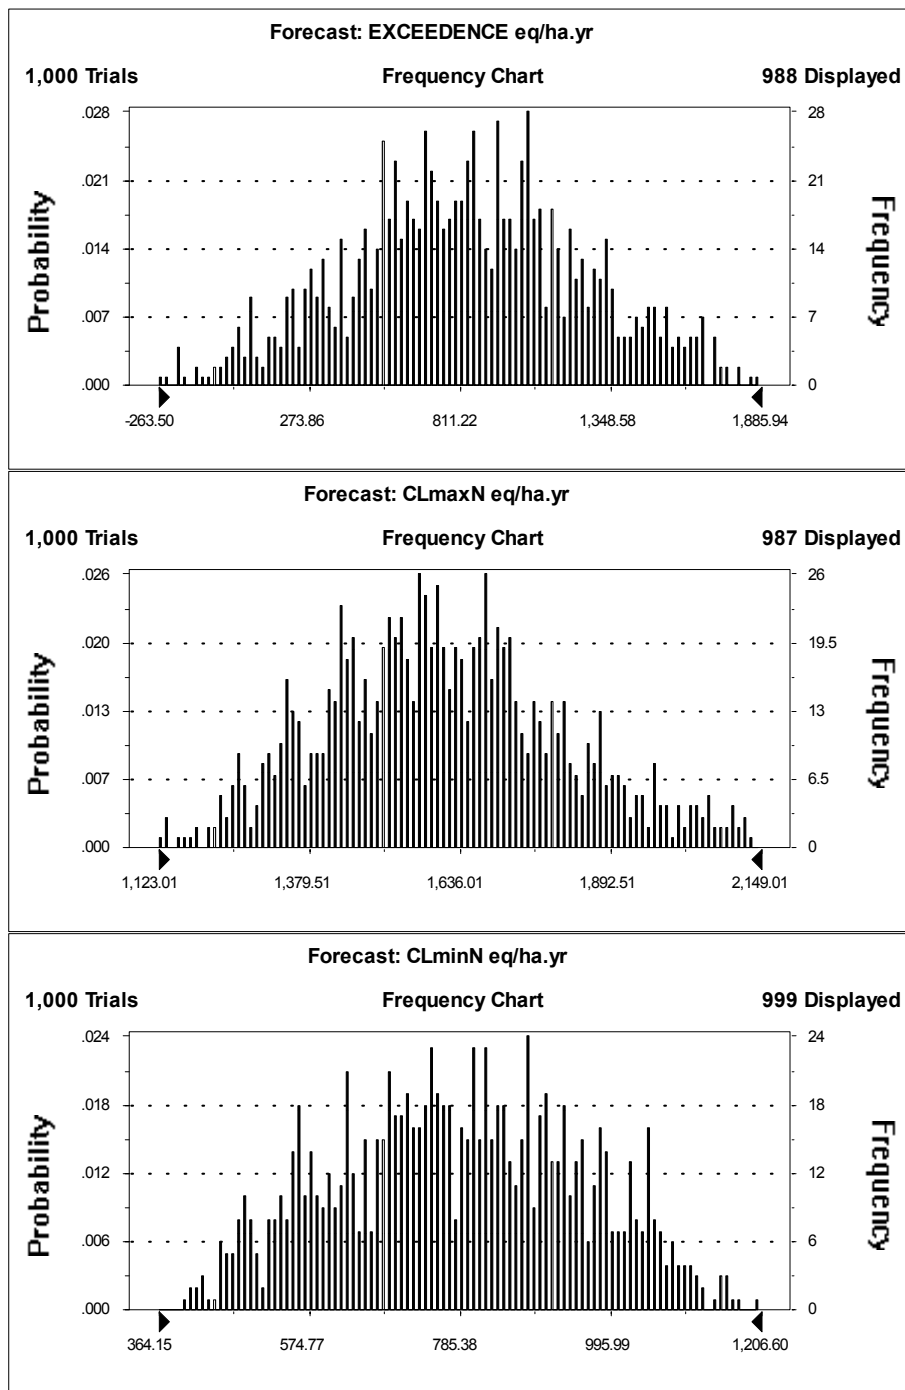 Forecast: EXCEEDENCE eq/ha.yr
1,000 Trials Frequency Chart 988 Displayed
Probability
Frequency
.028 28
.021 21
.014 14
.007 7
.000 0
-263.50 273.86 811.22 1,348.58 1,885.94
Forecast: CLmaxN eq/ha.yr
1,000 Trials Frequency Chart 987 Displayed
Probability
Frequency
.026 26
.020 19.5
.013 13
.007 6.5
.000 0
1,123.01 1,379.51 1,636.01 1,892.51 2,149.01
Forecast: CLminN eq/ha.yr
1,000 Trials Frequency Chart 999 Displayed
Probability
Frequency
.024 24
.018 18
.012 12
.006 6
.000 0
364.15 574.77 785.38 995.99 1,206.60